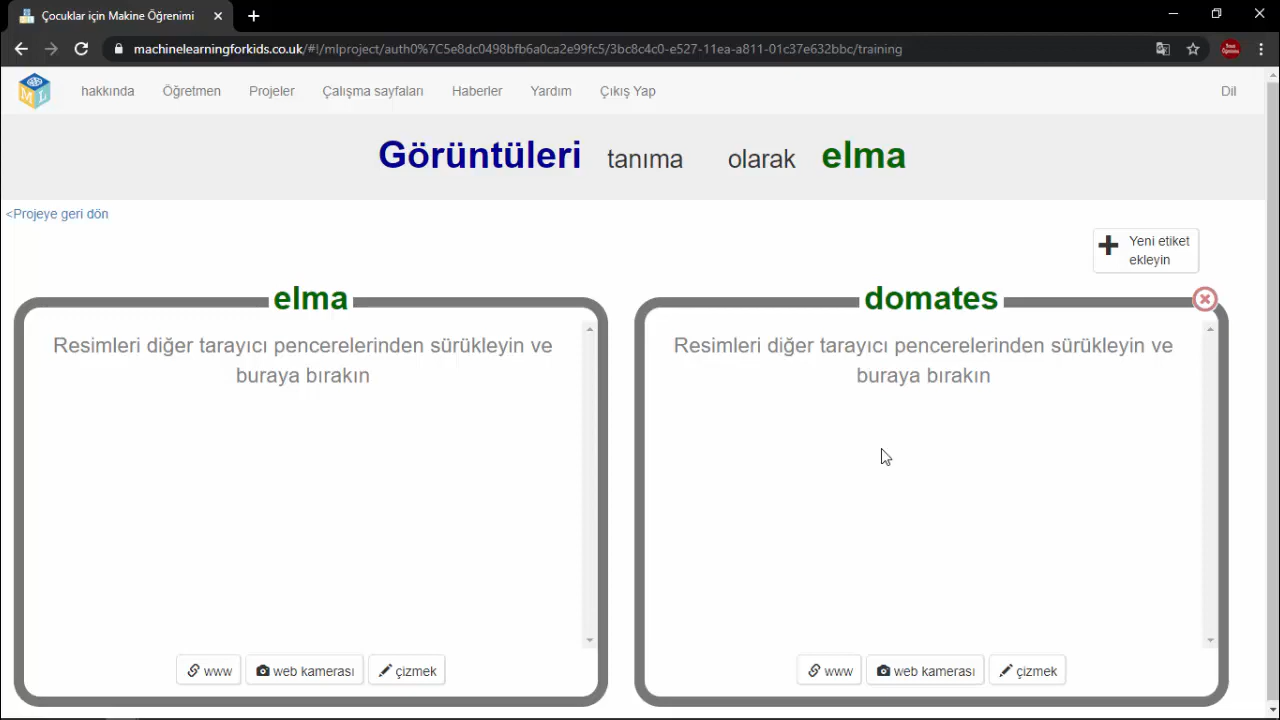 Çocuklar için Makine Öğrenimi
machinelearningforkids.co.uk/#!/mlproject/auth0%7C5e8dc0498bfb6a0ca2e99fc5/3bc8c4c0-e527-11ea-a811-01c37e632bbc/training
hakkında Öğretmen Projeler Çalışma sayfaları Haberler Yardım Çıkış Yap Dil
Görüntüleri tanıma olarak elma
<Projeye geri dön
Yeni etiket
ekleyin
elma
Resimleri diğer tarayıcı pencerelerinden sürükleyin ve
buraya bırakın
www web kamerası çizmek
domates
Resimleri diğer tarayıcı pencerelerinden sürükleyin ve
buraya bırakın
www web kamerası çizmek